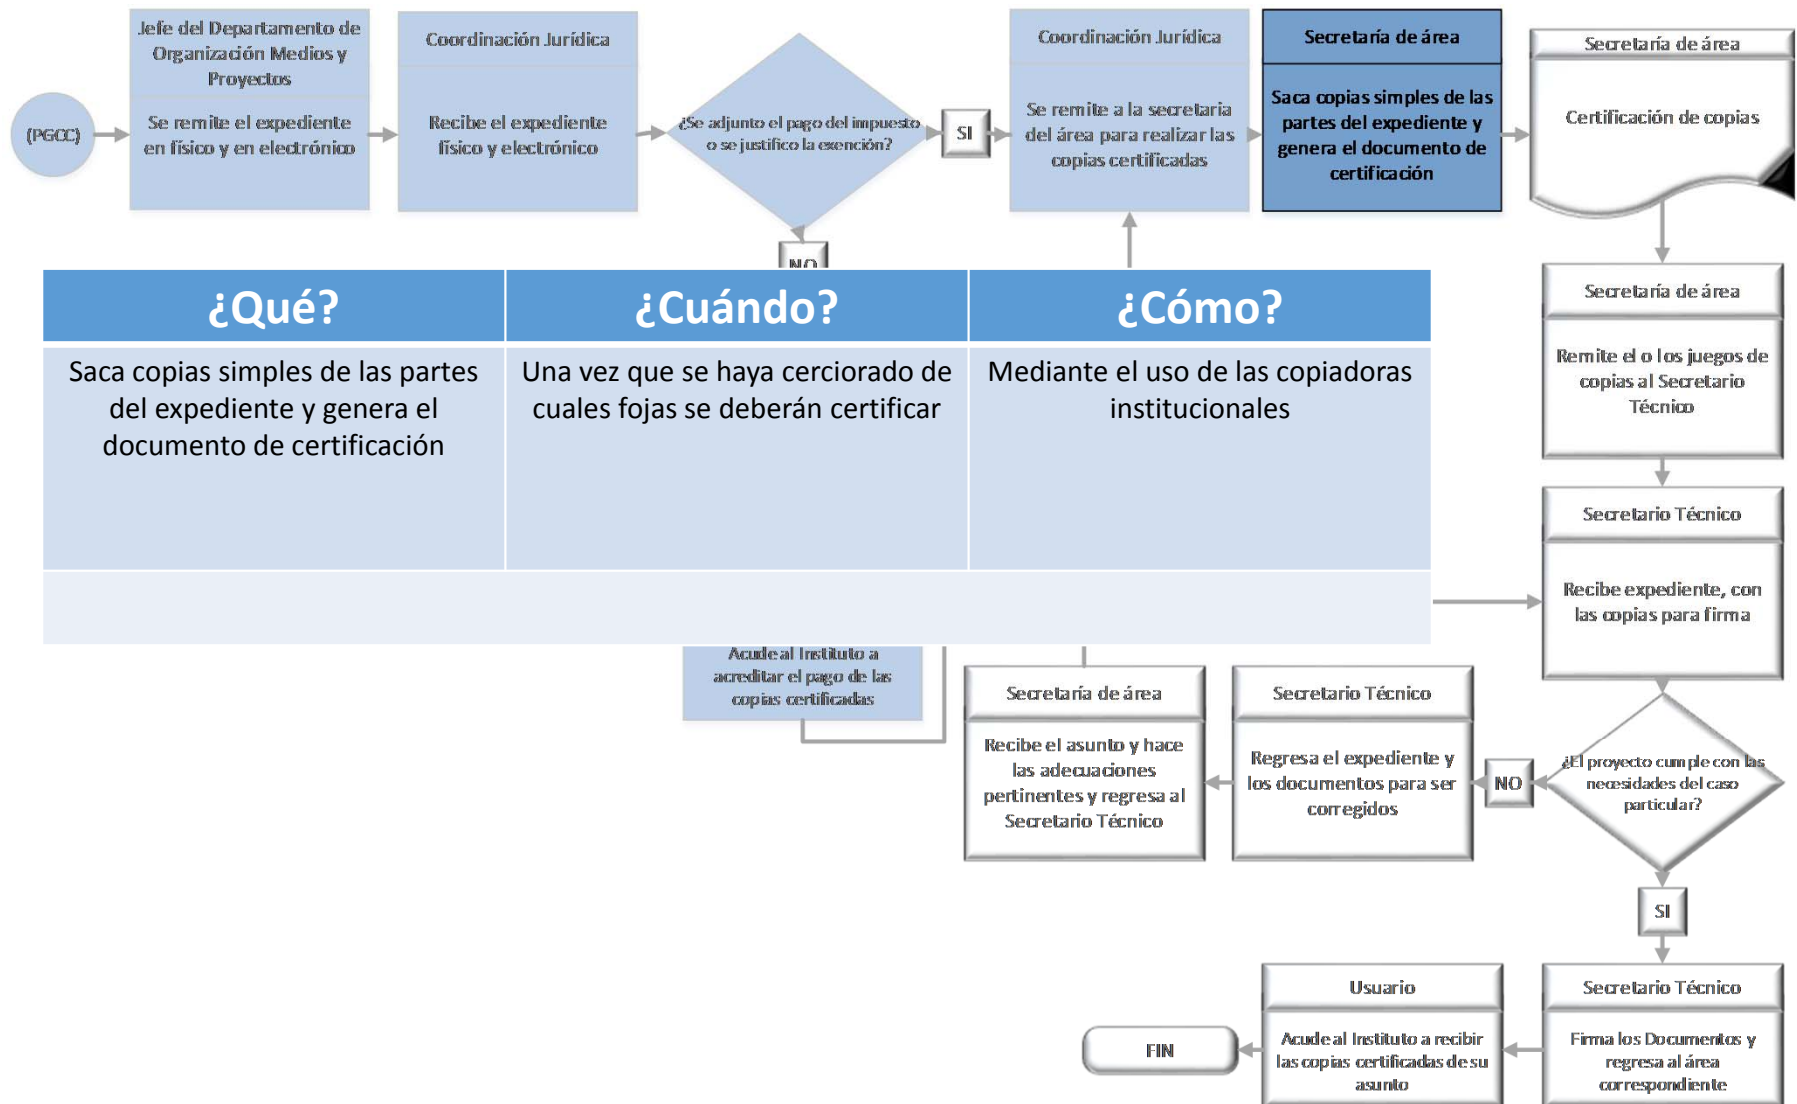 (PGCC)
Jefe del Departamento de
Organización Medios y
Proyectos
Se remite el expediente
en físico y en electrónico
Coordinación Jurídica
Recibe el expediente
físico y electrónico
¿Se adjunto el pago del impuesto
o se justifico la exención?
SI
NO
Coordinación Jurídica
Se remite a la secretaria
del área para realizar las
copias certificadas
Secretaría de área
Saca copias simples de las
partes del expediente y
genera el documento de
certificación
Secretaría de área
Certificación de copias
¿Qué?
¿Cuándo?
¿Cómo?
Saca copias simples de las partes
del expediente y genera el
documento de certificación
Una vez que se haya cerciorado de
cuales fojas se deberán certificar
Mediante el uso de las copiadoras
institucionales
Secretaría de área
Remite el o los juegos de
copias al Secretario
Técnico
Secretario Técnico
Recibe expediente, con
las copias para firma
Acude al Instituto a
acreditar el pago de las
copias certificadas
Secretaría de área
Recibe el asunto y hace
las adecuaciones
pertinentes y regresa al
Secretario Técnico
Secretario Técnico
Regresa el expediente y
los documentos para ser
corregidos
NO
¿El proyecto cumple con las
necesidades del caso
particular?
SI
FIN
Usuario
Acude al Instituto a recibir
las copias certificadas de su
asunto
Secretario Técnico
Firma los Documentos y
regresa al área
correspondiente